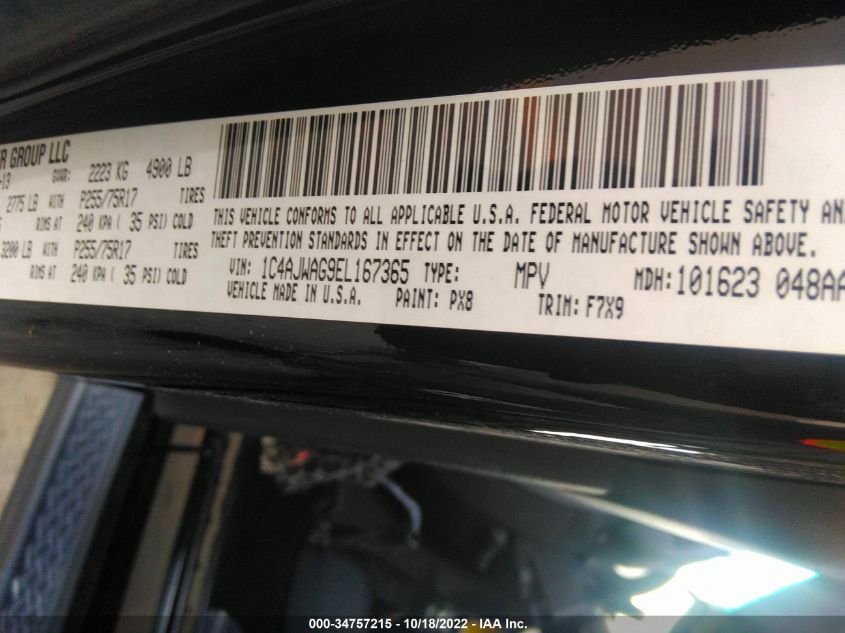 R GROUP LLC
-13 GVWR: 2223 KG 4900 LB
2775 LB WITH P255/75R17 TIRES
RIMS AT 240 KPA ( 35 PSI) COLD
3200 LB WITH P255/75R17 TIRES
RIMS AT 240 KPA ( 35 PSI) COLD
THIS VEHICLE CONFORMS TO ALL APPLICABLE U.S.A. FEDERAL MOTOR VEHICLE SAFETY AN
THEFT PREVENTION STANDARDS IN EFFECT ON THE DATE OF MANUFACTURE SHOWN ABOVE.
VIN: 1C4AJWAG9EL167365 TYPE: MPV MDH: 101623 048AA
VEHICLE MADE IN U.S.A. PAINT: PX8 TRIM: F7X9
000-34757215 - 10/18/2022 - IAA Inc.